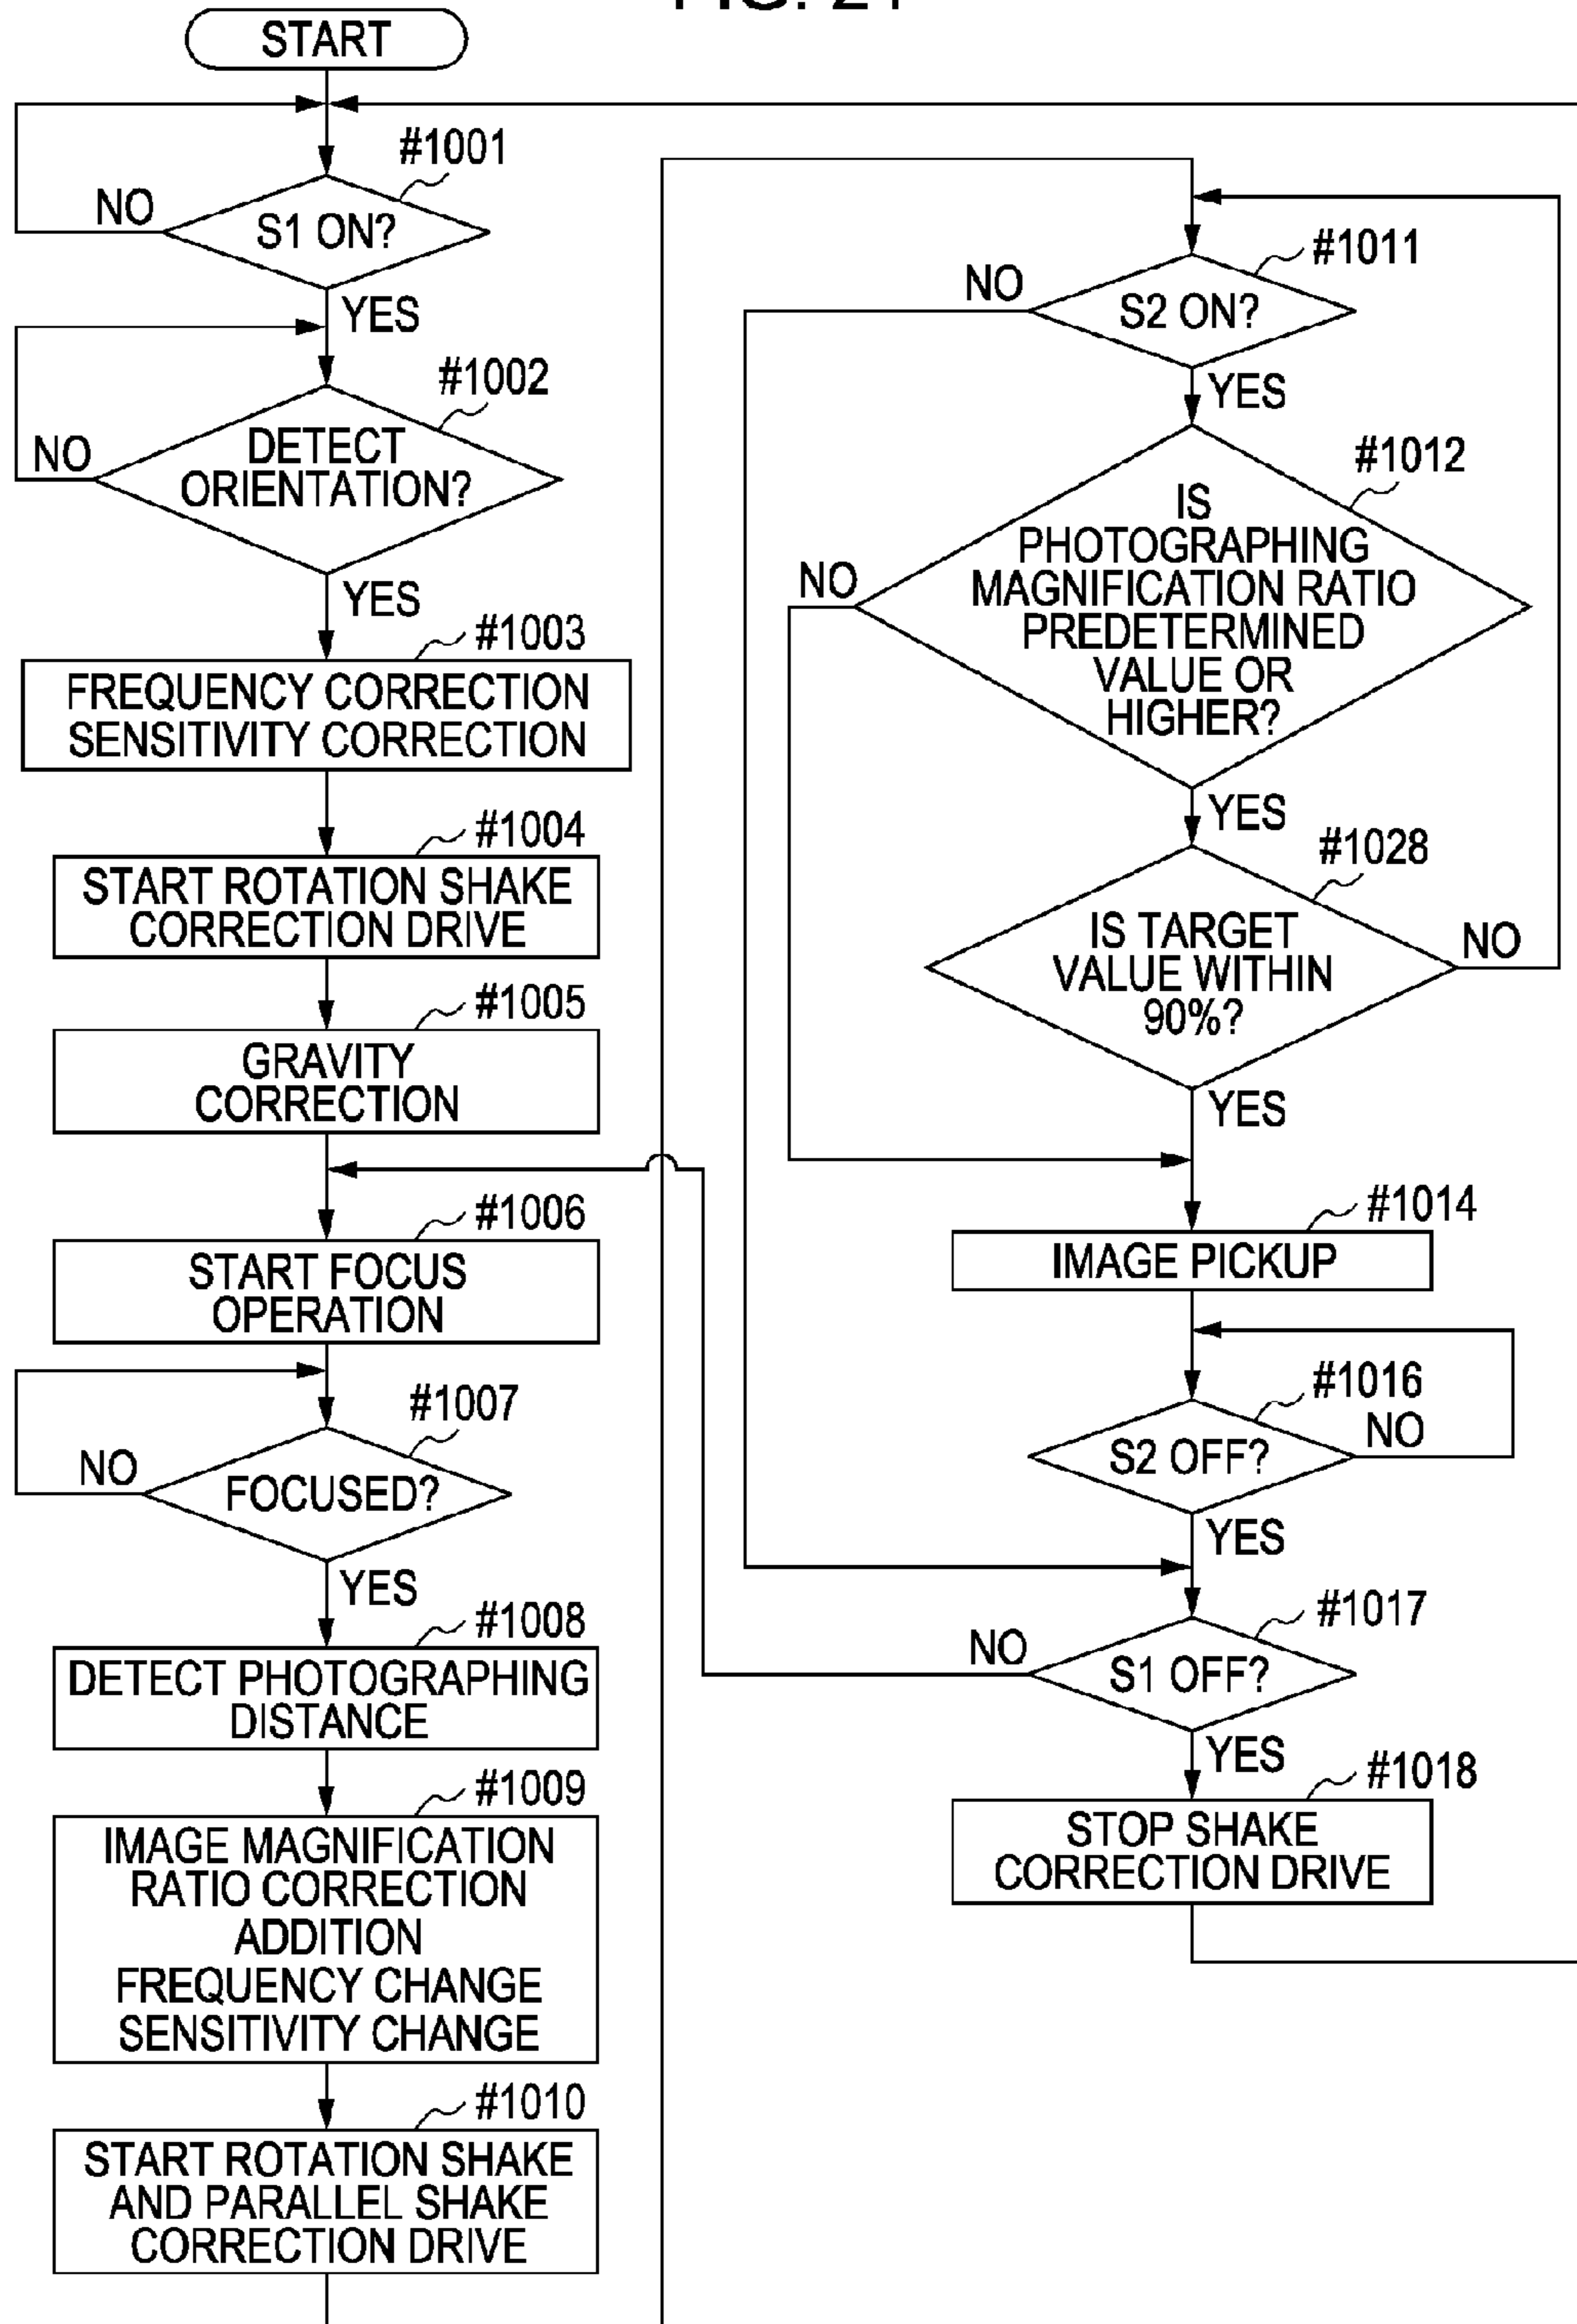 START
#1001
NO
S1 ON?
YES
#1002
NO
DETECT
ORIENTATION?
YES
#1003
FREQUENCY CORRECTION
SENSITIVITY CORRECTION
#1004
START ROTATION SHAKE
CORRECTION DRIVE
#1005
GRAVITY
CORRECTION
#1006
START FOCUS
OPERATION
#1007
NO
FOCUSED?
YES
#1008
DETECT PHOTOGRAPHING
DISTANCE
#1009
IMAGE MAGNIFICATION
RATIO CORRECTION
ADDITION
FREQUENCY CHANGE
SENSITIVITY CHANGE
#1010
START ROTATION SHAKE
AND PARALLEL SHAKE
CORRECTION DRIVE
#1011
NO
S2 ON?
YES
#1012
NO
IS
PHOTOGRAPHING
MAGNIFICATION RATIO
PREDETERMINED
VALUE OR
HIGHER?
YES
#1028
IS TARGET
VALUE WITHIN
90%?
NO
YES
#1014
IMAGE PICKUP
#1016
S2 OFF?
NO
YES
#1017
NO
S1 OFF?
YES
#1018
STOP SHAKE
CORRECTION DRIVE